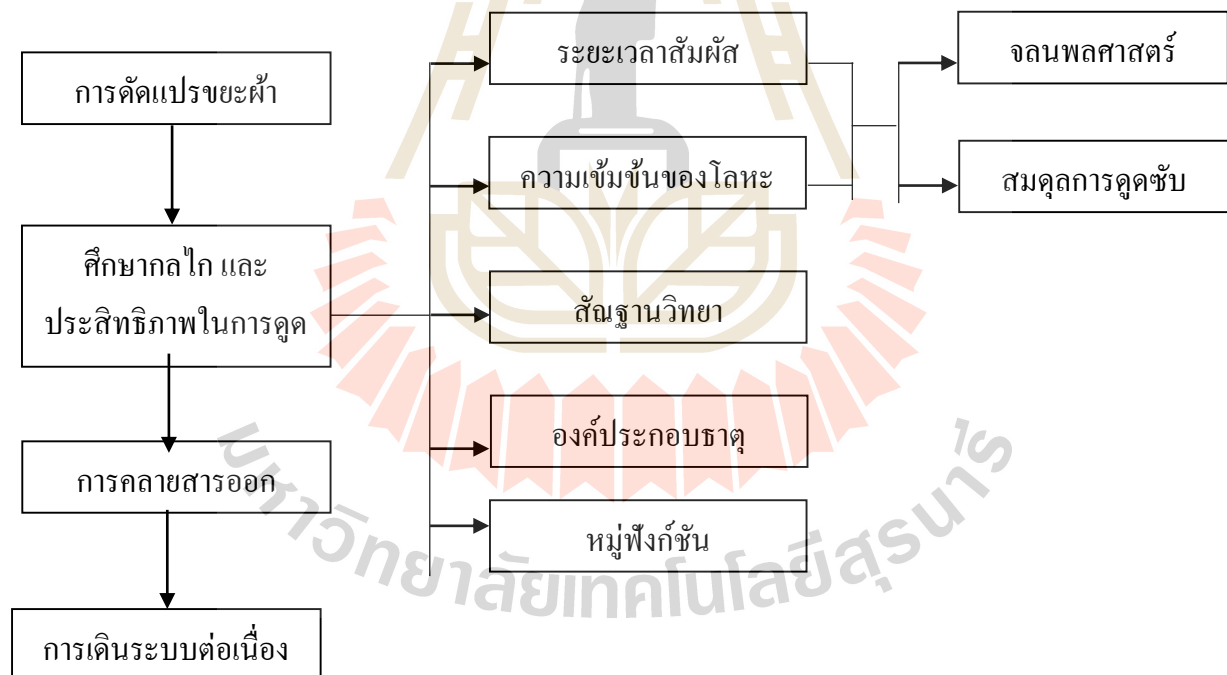 การดัดแปรขยะผ้า
ศึกษากลไก และ
ประสิทธิภาพในการดูด
การคลายสารออก
การเดินระบบต่อเนื่อง
ระยะเวลาสัมผัส
ความเข้มข้นของโลหะ
สัณฐานวิทยา
องค์ประกอบธาตุ
หมู่ฟังก์ชัน
จลนพลศาสตร์
สมดุลการดูดซับ
มหาวิทยาลัยเทคโนโลยีสุรนารี